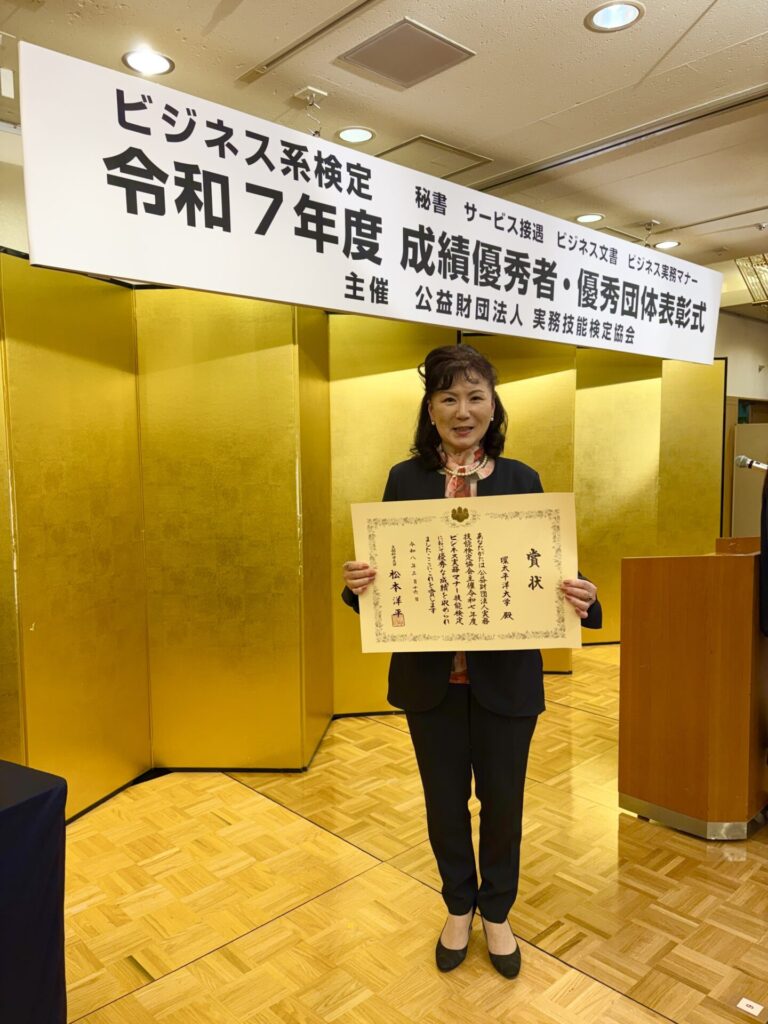 ビジネス系検定 秘書 サービス接遇 ビジネス文書 ビジネス実務マナー
令和7年度 成績優秀者・優秀団体表彰式
主催 公益財団法人 実務技能検定協会
賞状
環太平洋大学 殿
あなたがたは公益財団法人実務
技能検定協会主催令和七年度
ビジネス実務マナー技能検定
において優秀な成績を収められ
ました ここにこれを賞します
文部科学大臣 松本洋平